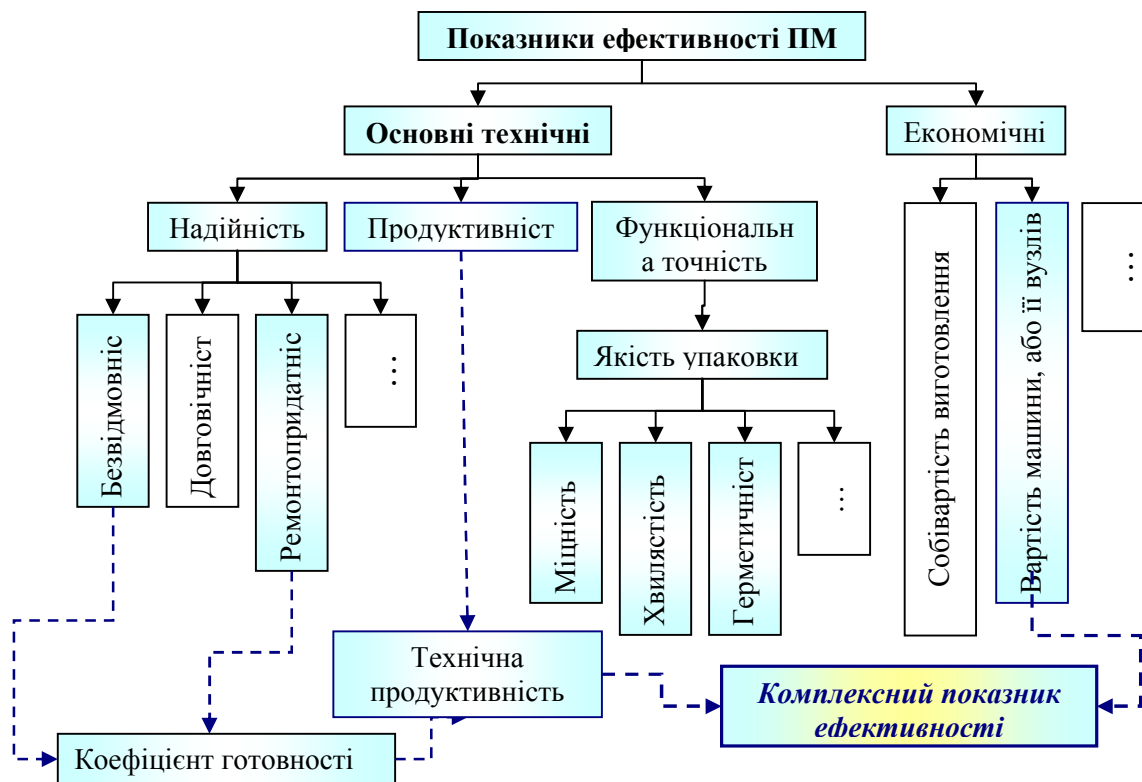 Показники ефективності ПМ
Основні технічні
Економічні
Надійність
Продуктивніст
Функціональн
а точність
Безвідмовніс
Довговічніст
Ремонтопридатніс
…
Якість упаковки
Міцність
Хвилястість
Герметичніст
…
Собівартість виготовлення
Вартість машини, або її вузлів
…
Технічна
продуктивність
Комплексний показник
ефективності
Коефіцієнт готовності